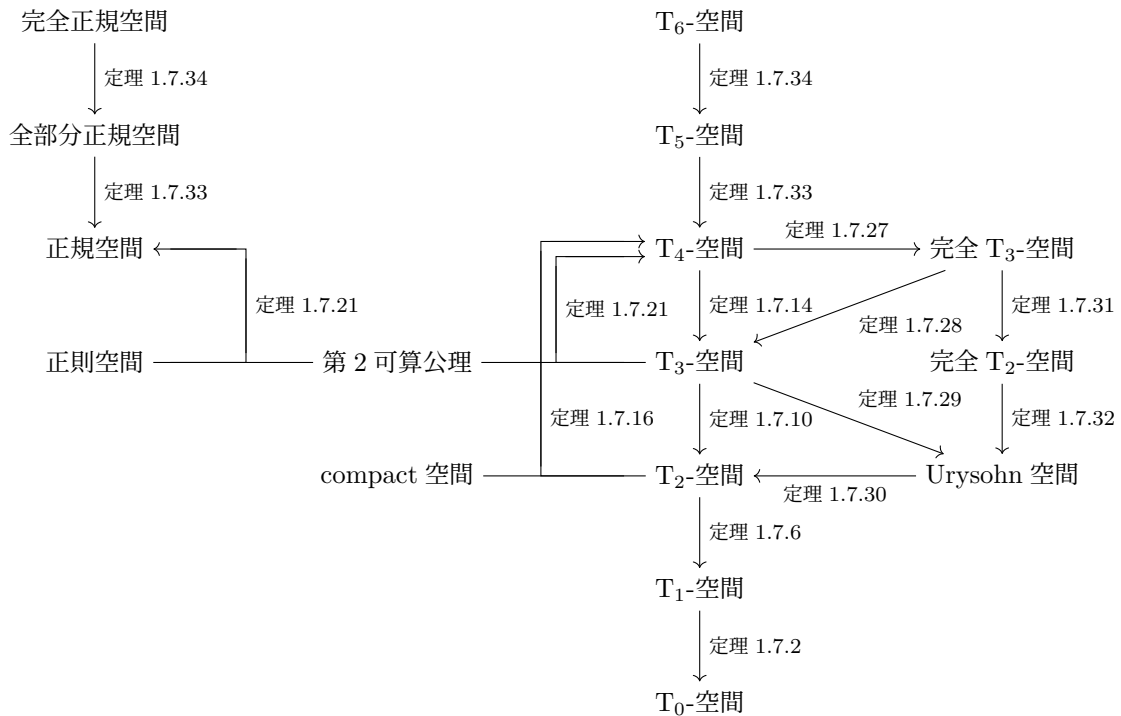 完全正規空間 T₆-空間
定理 1.7.34 定理 1.7.34
全部分正規空間 T₅-空間
定理 1.7.33 定理 1.7.33
正規空間 T₄-空間 定理 1.7.27 完全 T₃-空間
定理 1.7.21 定理 1.7.21 定理 1.7.14 定理 1.7.28 定理 1.7.31
正則空間 第 2 可算公理 T₃-空間 完全 T₂-空間
定理 1.7.16 定理 1.7.10 定理 1.7.29 定理 1.7.32
compact 空間 T₂-空間 定理 1.7.30 Urysohn 空間
定理 1.7.6
T₁-空間
定理 1.7.2
T₀-空間